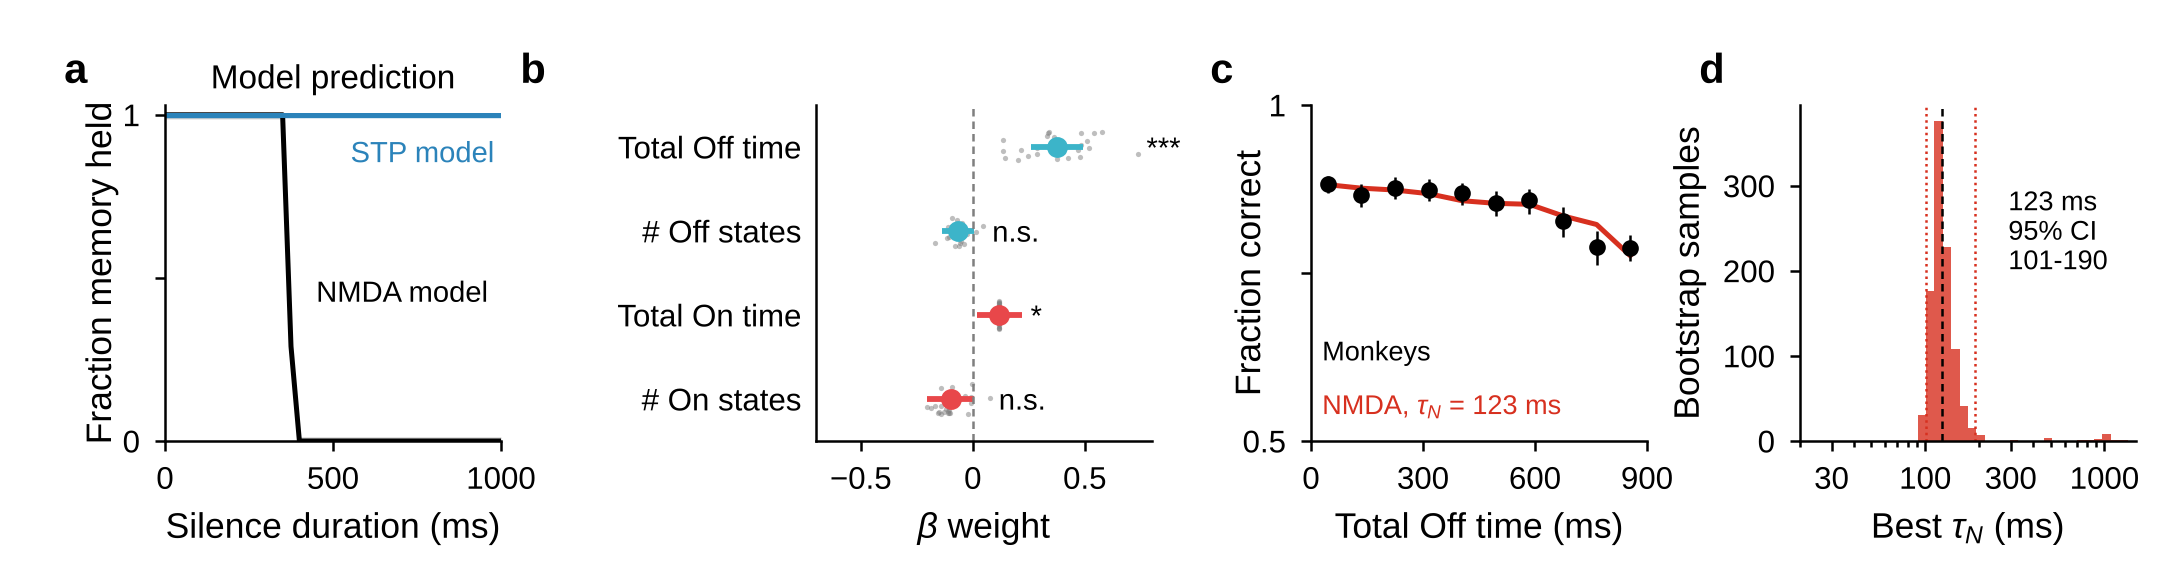 a
Model prediction
Fraction memory held
1
0
STP model
NMDA model
0
500
1000
Silence duration (ms)
b
Total Off time
***
# Off states
n.s.
Total On time
*
# On states
n.s.
−0.5
0
0.5
β weight
c
Fraction correct
1
0.5
Monkeys
NMDA, τN = 123 ms
0
300
600
900
Total Off time (ms)
d
Bootstrap samples
300
200
100
0
123 ms
95% CI
101-190
30
100
300
1000
Best τN (ms)